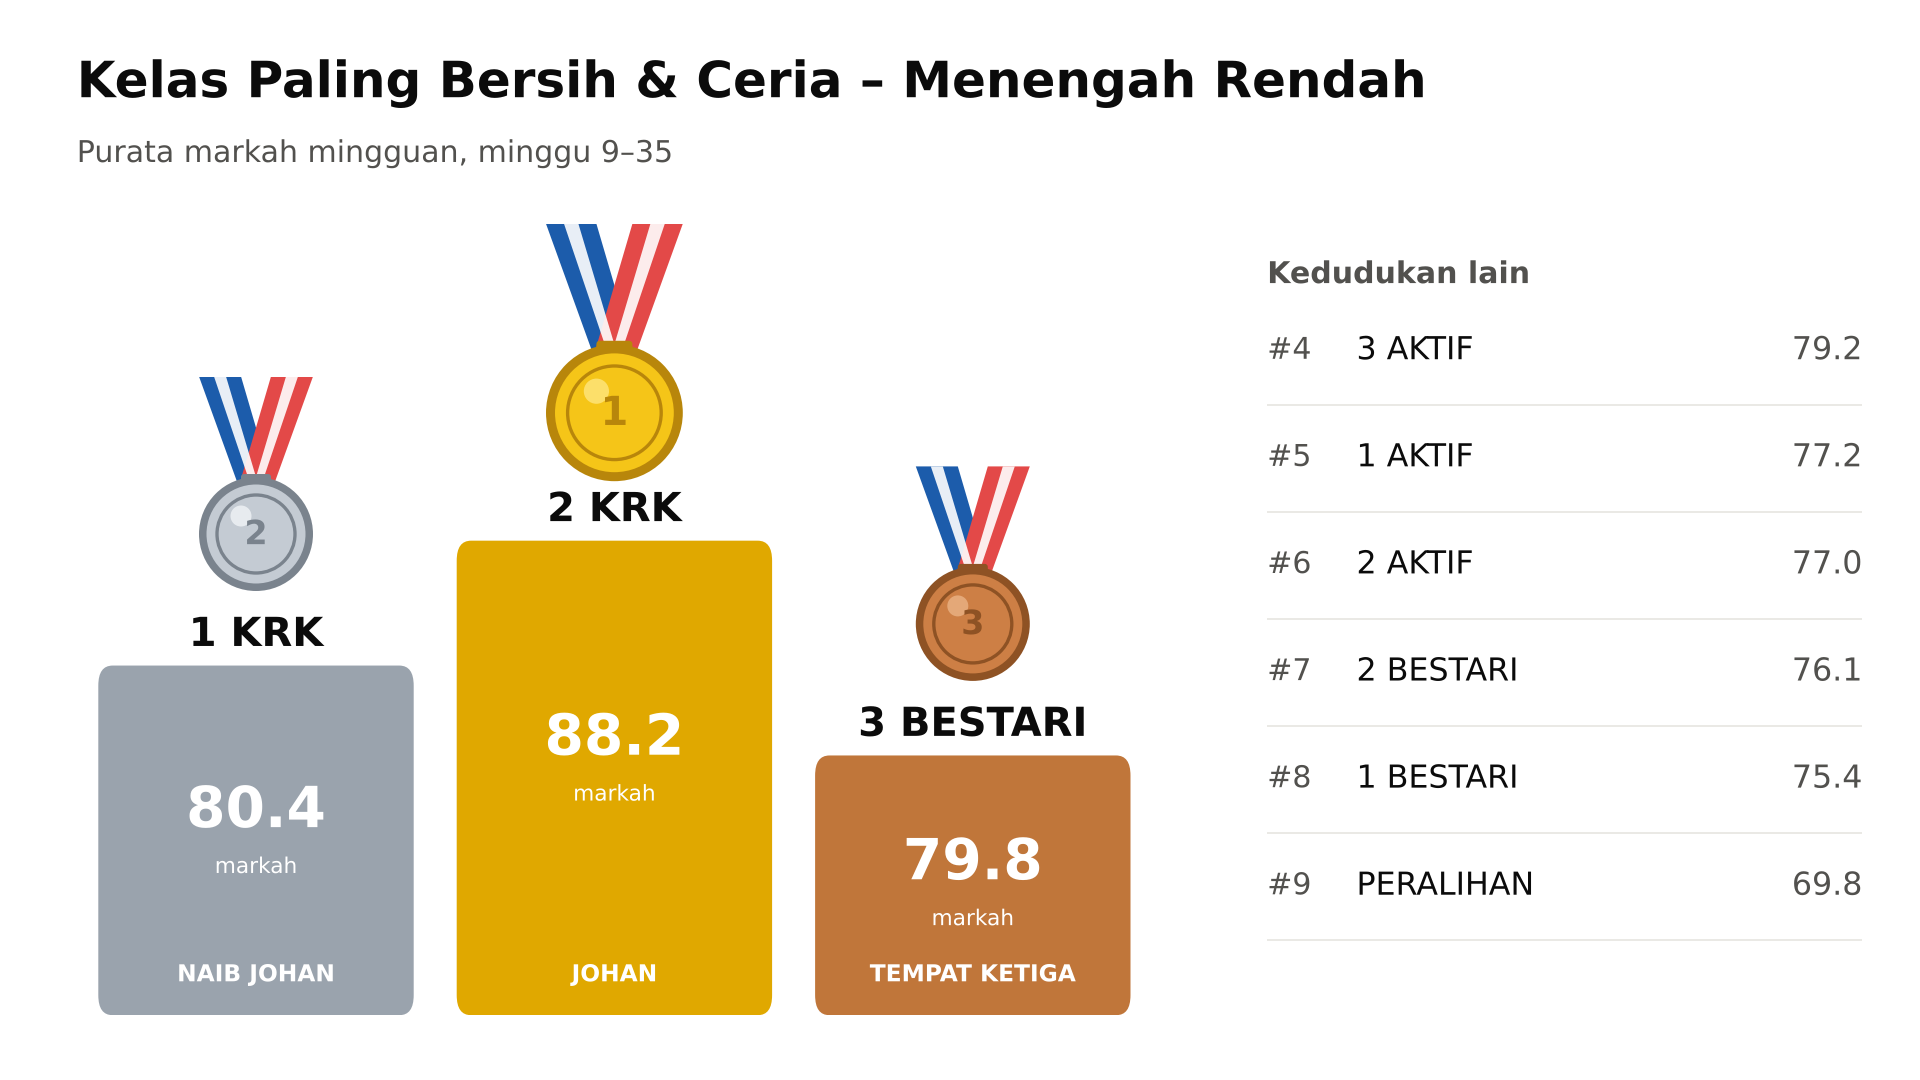 Kelas Paling Bersih & Ceria – Menengah Rendah
Purata markah mingguan, minggu 9–35
2
1 KRK
80.4
markah
NAIB JOHAN
1
2 KRK
88.2
markah
JOHAN
3
3 BESTARI
79.8
markah
TEMPAT KETIGA
Kedudukan lain
#4 3 AKTIF 79.2
#5 1 AKTIF 77.2
#6 2 AKTIF 77.0
#7 2 BESTARI 76.1
#8 1 BESTARI 75.4
#9 PERALIHAN 69.8